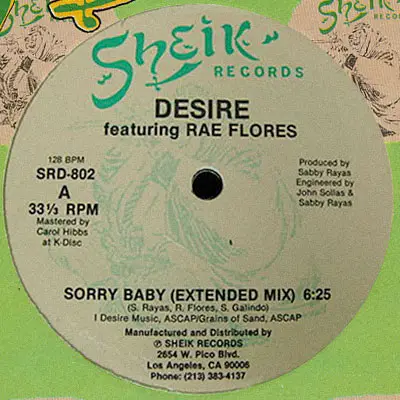 Sheik
RECORDS
DESIRE
featuring RAE FLORES
128 BPM
SRD-802
A
33⅓ RPM
Mastered by
Carol Hibbs
at K-Disc
Produced by
Sabby Rayas
Engineered by
John Sollas &
Sabby Rayas
SORRY BABY (EXTENDED MIX) 6:25
(S. Rayas, R. Flores, S. Galindo)
I Desire Music, ASCAP/Grains of Sand, ASCAP
Manufactured and Distributed by
℗ SHEIK RECORDS
2654 W. Pico Blvd.
Los Angeles, CA 90006
Phone: (213) 383-4137